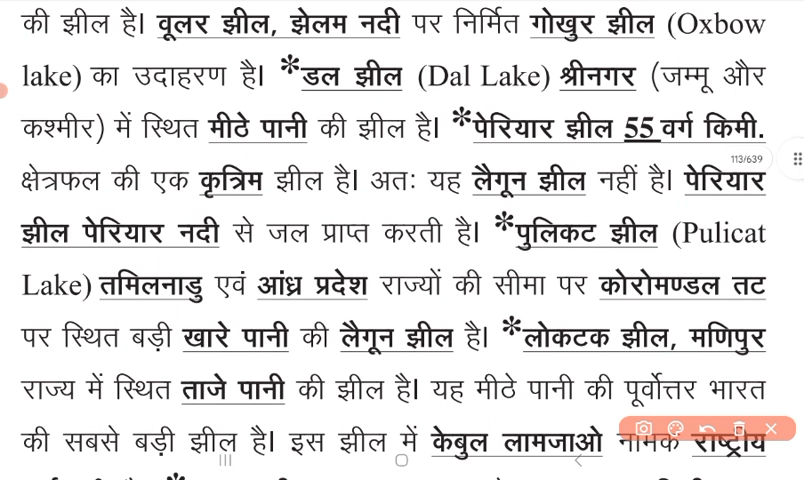 की झील है। वूलर झील, झेलम नदी पर निर्मित गोखुर झील (Oxbow
lake) का उदाहरण है। *डल झील (Dal Lake) श्रीनगर (जम्मू और
कश्मीर) में स्थित मीठे पानी की झील है। *पेरियार झील 55 वर्ग किमी.
113/639
क्षेत्रफल की एक कृत्रिम झील है। अतः यह लैगून झील नहीं है। पेरियार
झील पेरियार नदी से जल प्राप्त करती है। *पुलिकट झील (Pulicat
Lake) तमिलनाडु एवं आंध्र प्रदेश राज्यों की सीमा पर कोरोमण्डल तट
पर स्थित बड़ी खारे पानी की लैगून झील है। *लोकटक झील, मणिपुर
राज्य में स्थित ताजे पानी की झील है। यह मीठे पानी की पूर्वोत्तर भारत
की सबसे बड़ी झील है। इस झील में केबुल लामजाओ नामक राष्ट्रीय